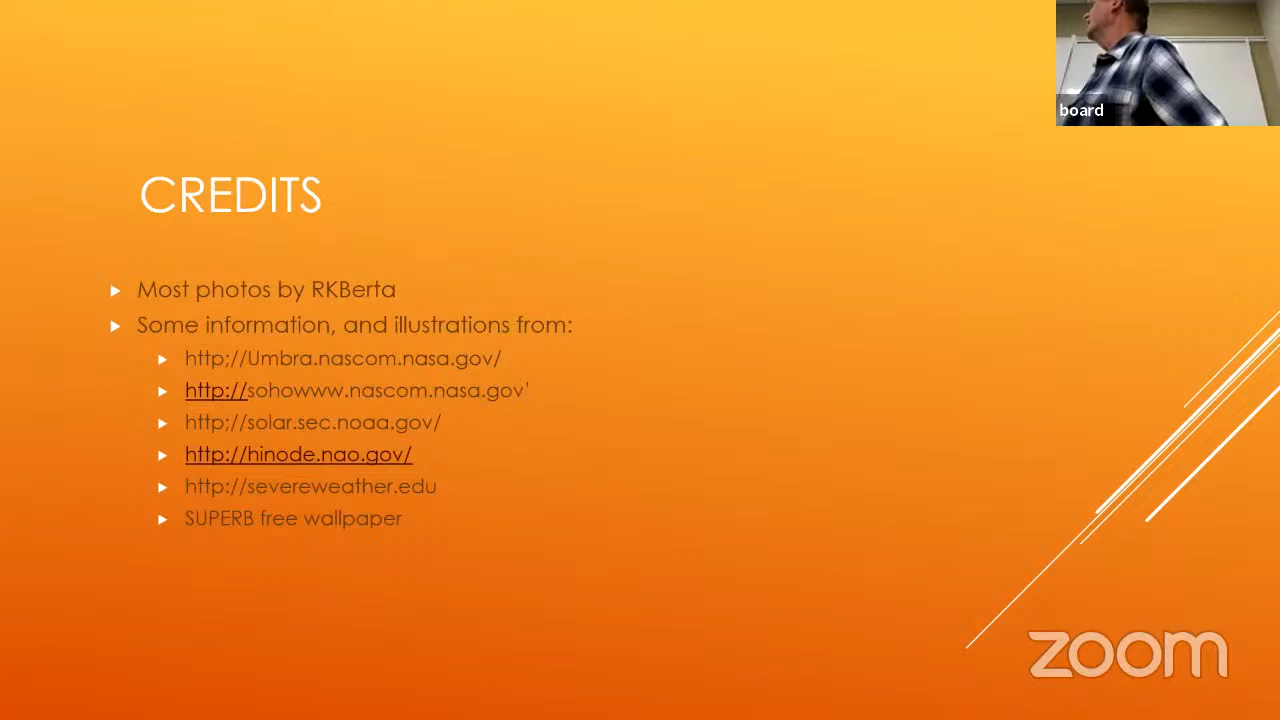 board
CREDITS
Most photos by RKBerta
Some information, and illustrations from:
http;//Umbra.nascom.nasa.gov/
http://sohowww.nascom.nasa.gov'
http;//solar.sec.noaa.gov/
http://hinode.nao.gov/
http://severeweather.edu
SUPERB free wallpaper
zoom